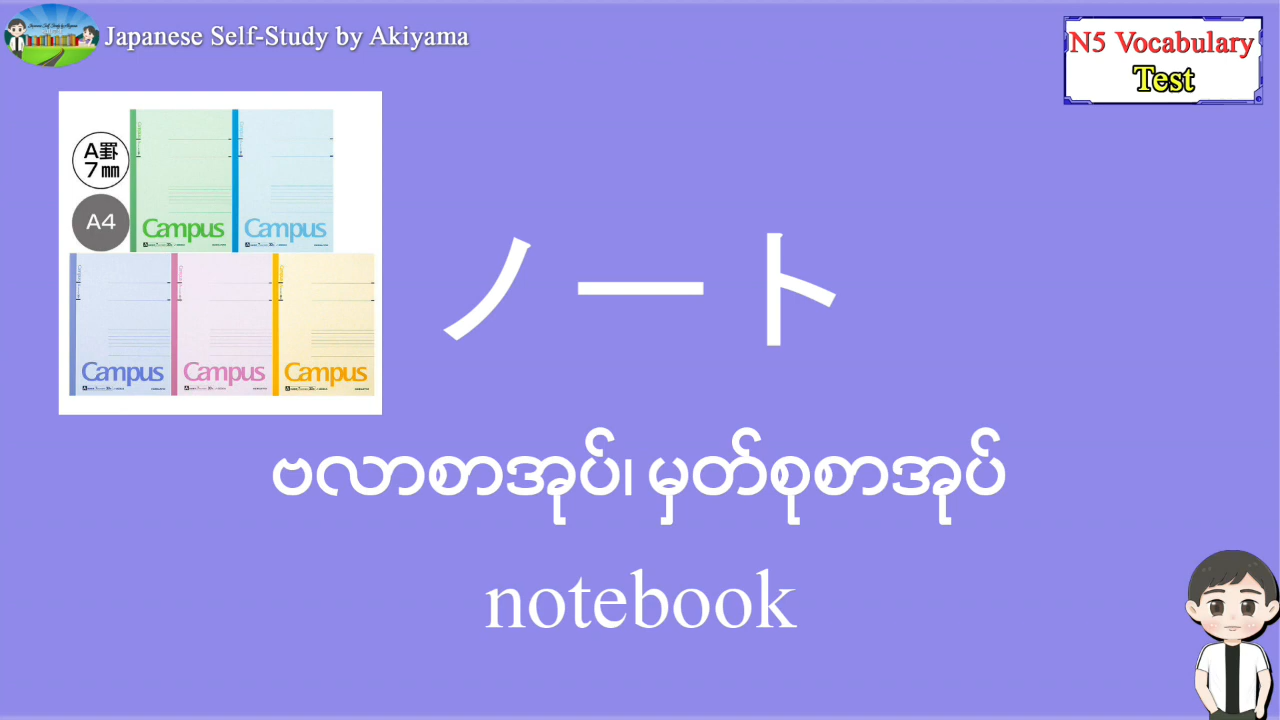 Japanese Self-Study by Akiyama
N5 Vocabulary
Test
A罫
7mm
A4
Campus
Campus
Campus
Campus
Campus
ノート
ဗလာစာအုပ်၊ မှတ်စုစာအုပ်
notebook